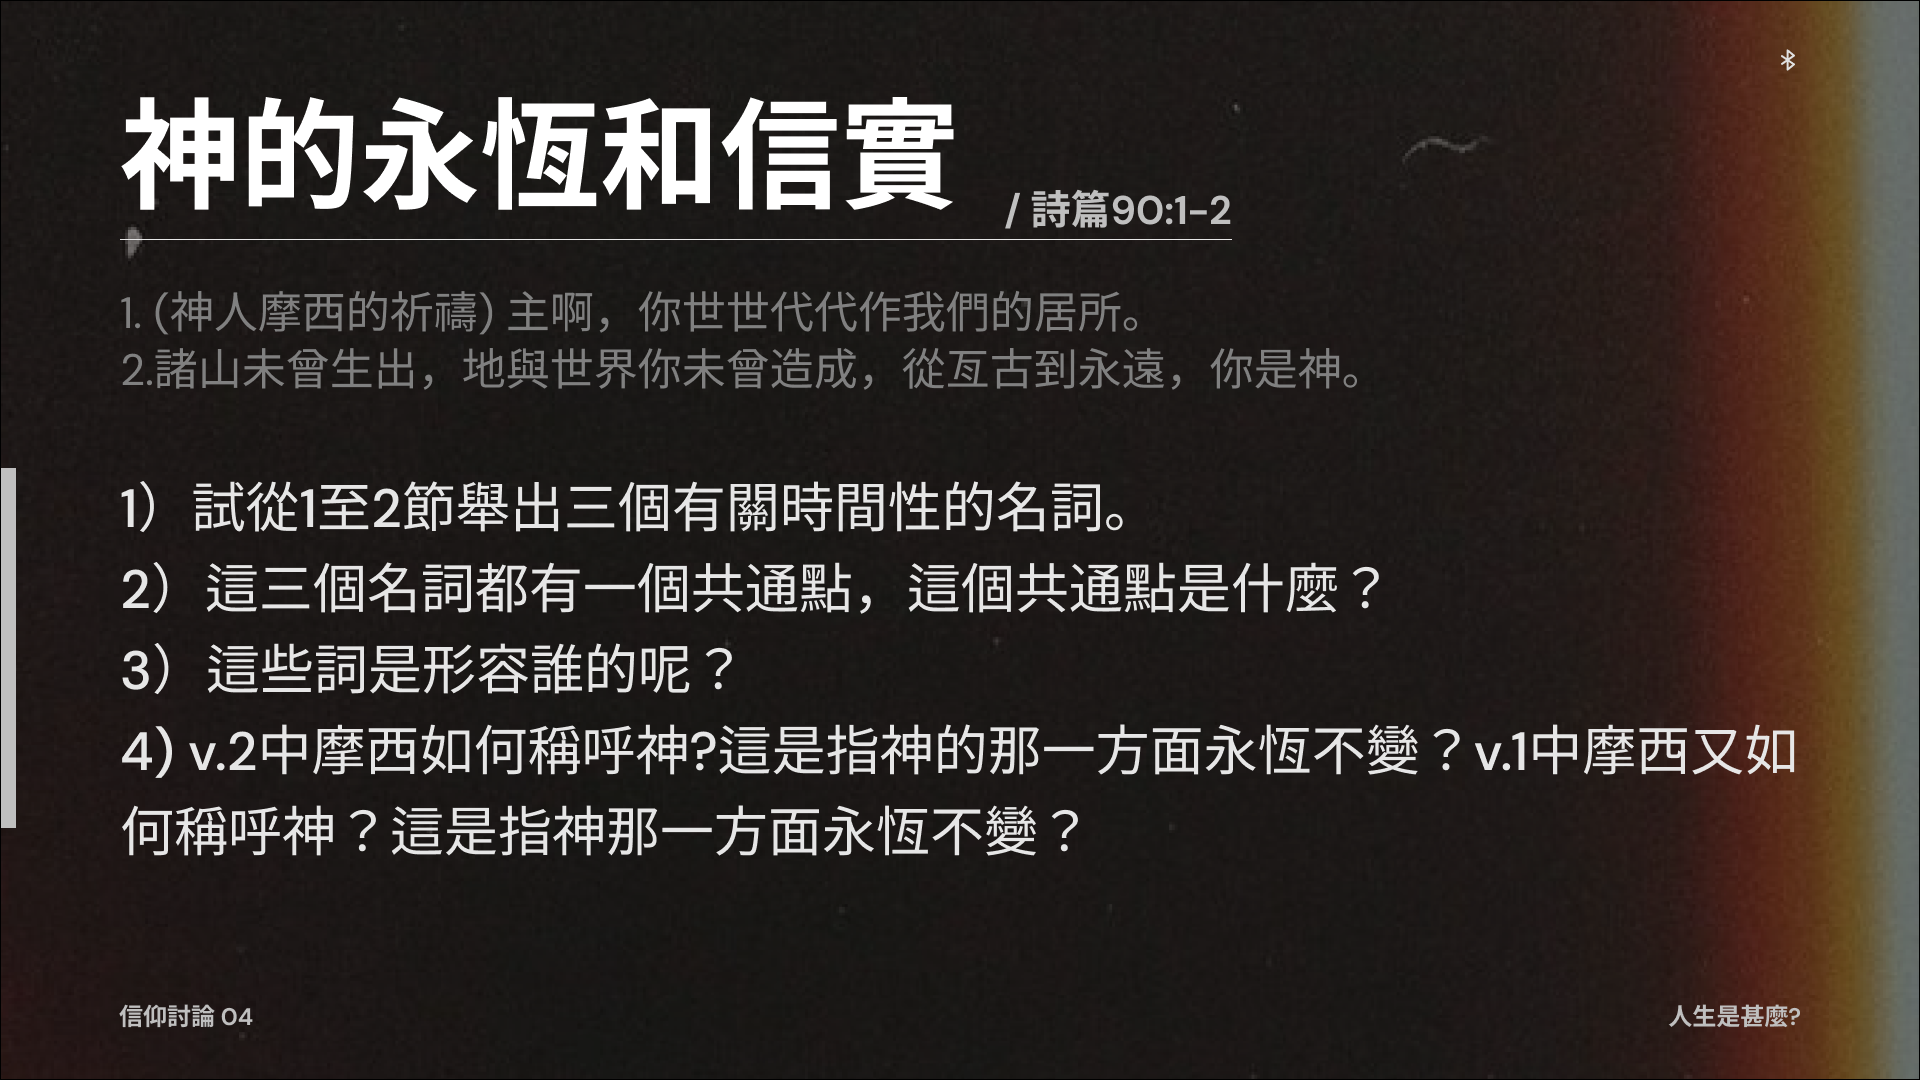 神的永恆和信實 / 詩篇90:1-2
1. (神人摩西的祈禱) 主啊，你世世代代作我們的居所。
2.諸山未曾生出，地與世界你未曾造成，從亙古到永遠，你是神。
1）試從1至2節舉出三個有關時間性的名詞。
2）這三個名詞都有一個共通點，這個共通點是什麼？
3）這些詞是形容誰的呢？
4) v.2中摩西如何稱呼神?這是指神的那一方面永恆不變？v.1中摩西又如
何稱呼神？這是指神那一方面永恆不變？
信仰討論 04
人生是甚麼?